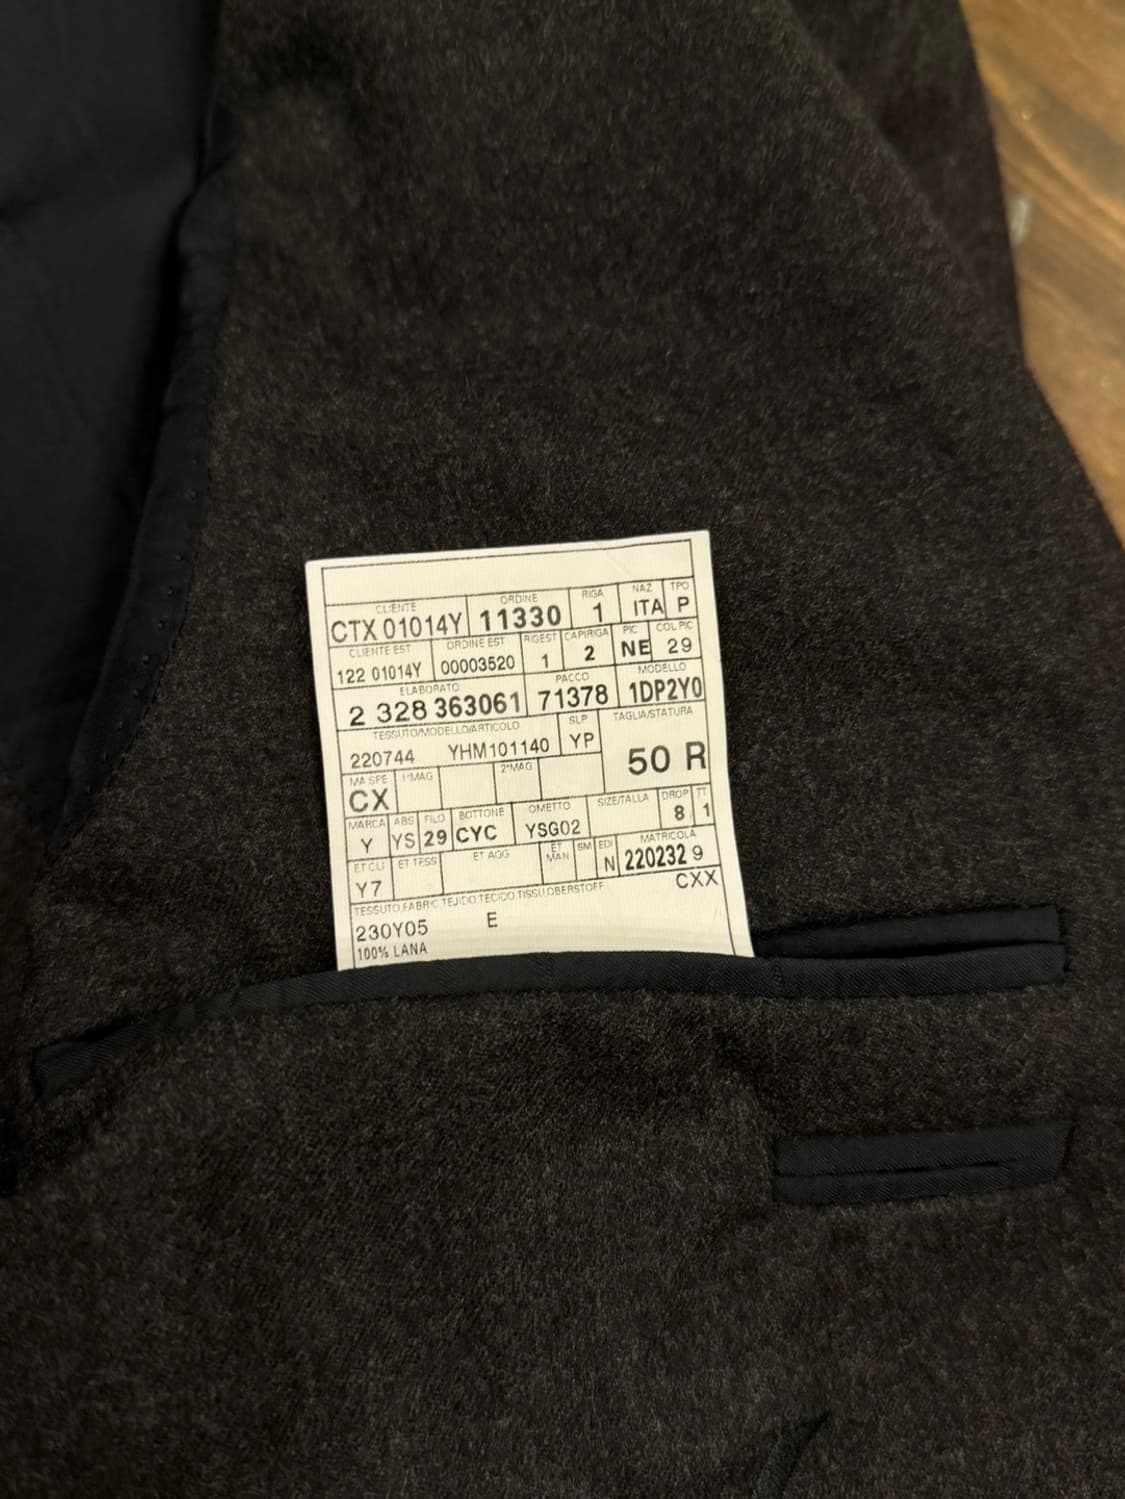 CLIENTE ORDINE RIGA NAZ TPO
CTX 01014Y 11330 1 ITA P
CLIENTE EST ORDINE EST RIGEST CAPIRIGA PIC COL PIC
122 01014Y 00003520 1 2 NE 29
ELABORATO PACCO MODELLO
2 328 363061 71378 1DP2Y0
TESSUTO/MODELLO/ARTICOLO SLP TAGLIA/STATURA
220744 YHM101140 YP 50 R
MA SPE 1°MAG 2°MAG
CX
MARCA ABS FILO BOTTONE OMETTO SIZE/TALLA DROP TT
Y YS 29 CYC YSG02 8 1
ET CLI ET TESS ET AGG ET MAN SM EDI MATRICOLA
Y7 N 220232 9
TESSUTO.FABRIC TEJIDO.TECIDO.TISSU.OBERSTOFF CXX
230Y05 E
100% LANA